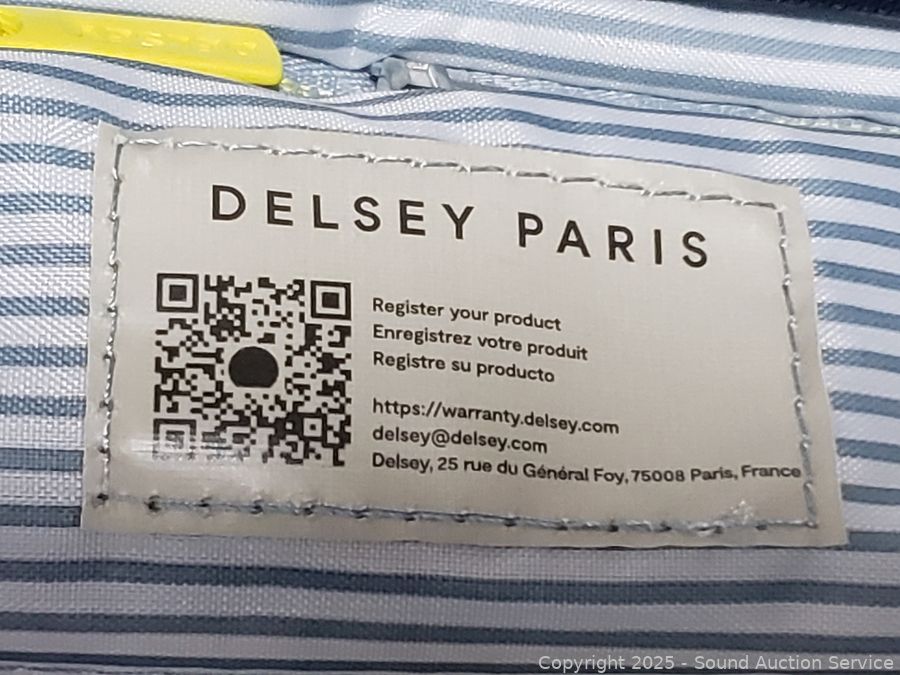 DELSEY PARIS
Register your product
Enregistrez votre produit
Registre su producto
https://warranty.delsey.com
delsey@delsey.com
Delsey, 25 rue du Général Foy, 75008 Paris, France
Copyright 2025 - Sound Auction Service